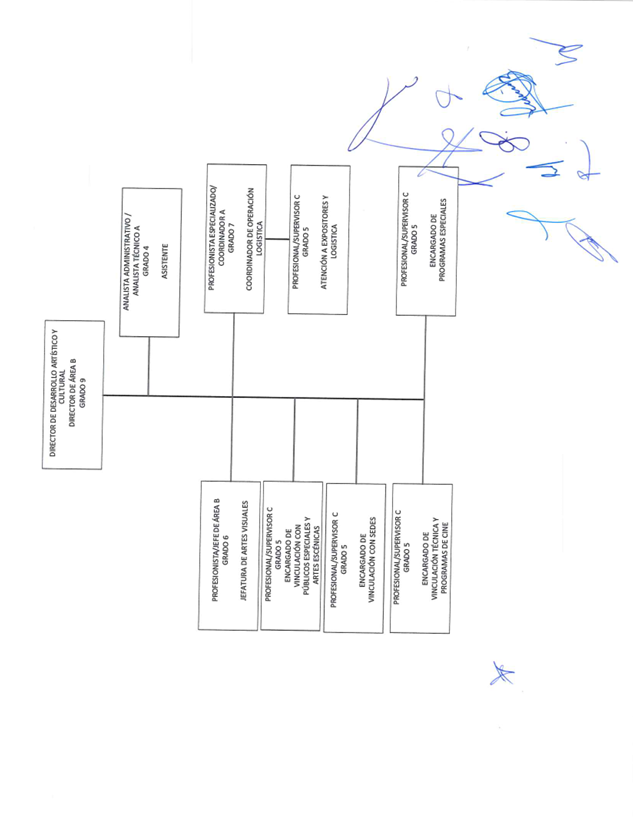 DIRECTOR DE DESARROLLO ARTÍSTICO Y
CULTURAL
DIRECTOR DE ÁREA B
GRADO 9
ANALISTA ADMINISTRATIVO /
ANALISTA TÉCNICO A
GRADO 4
ASISTENTE
PROFESIONISTA/JEFE DE ÁREA B
GRADO 6
JEFATURA DE ARTES VISUALES
PROFESIONISTA ESPECIALIZADO/
COORDINADOR A
GRADO 7
COORDINADOR DE OPERACIÓN
LOGISTICA
PROFESIONAL/SUPERVISOR C
GRADO 5
ENCARGADO DE
VINCULACIÓN CON
PÚBLICOS ESPECIALES Y
ARTES ESCÉNICAS
PROFESIONAL/SUPERVISOR C
GRADO 5
ATENCIÓN A EXPOSITORES Y
LOGISTICA
PROFESIONAL/SUPERVISOR C
GRADO 5
ENCARGADO DE
VINCULACIÓN CON SEDES
PROFESIONAL/SUPERVISOR C
GRADO 5
ENCARGADO DE
VINCULACIÓN TÉCNICA Y
PROGRAMAS DE CINE
PROFESIONAL/SUPERVISOR C
GRADO 5
ENCARGADO DE
PROGRAMAS ESPECIALES